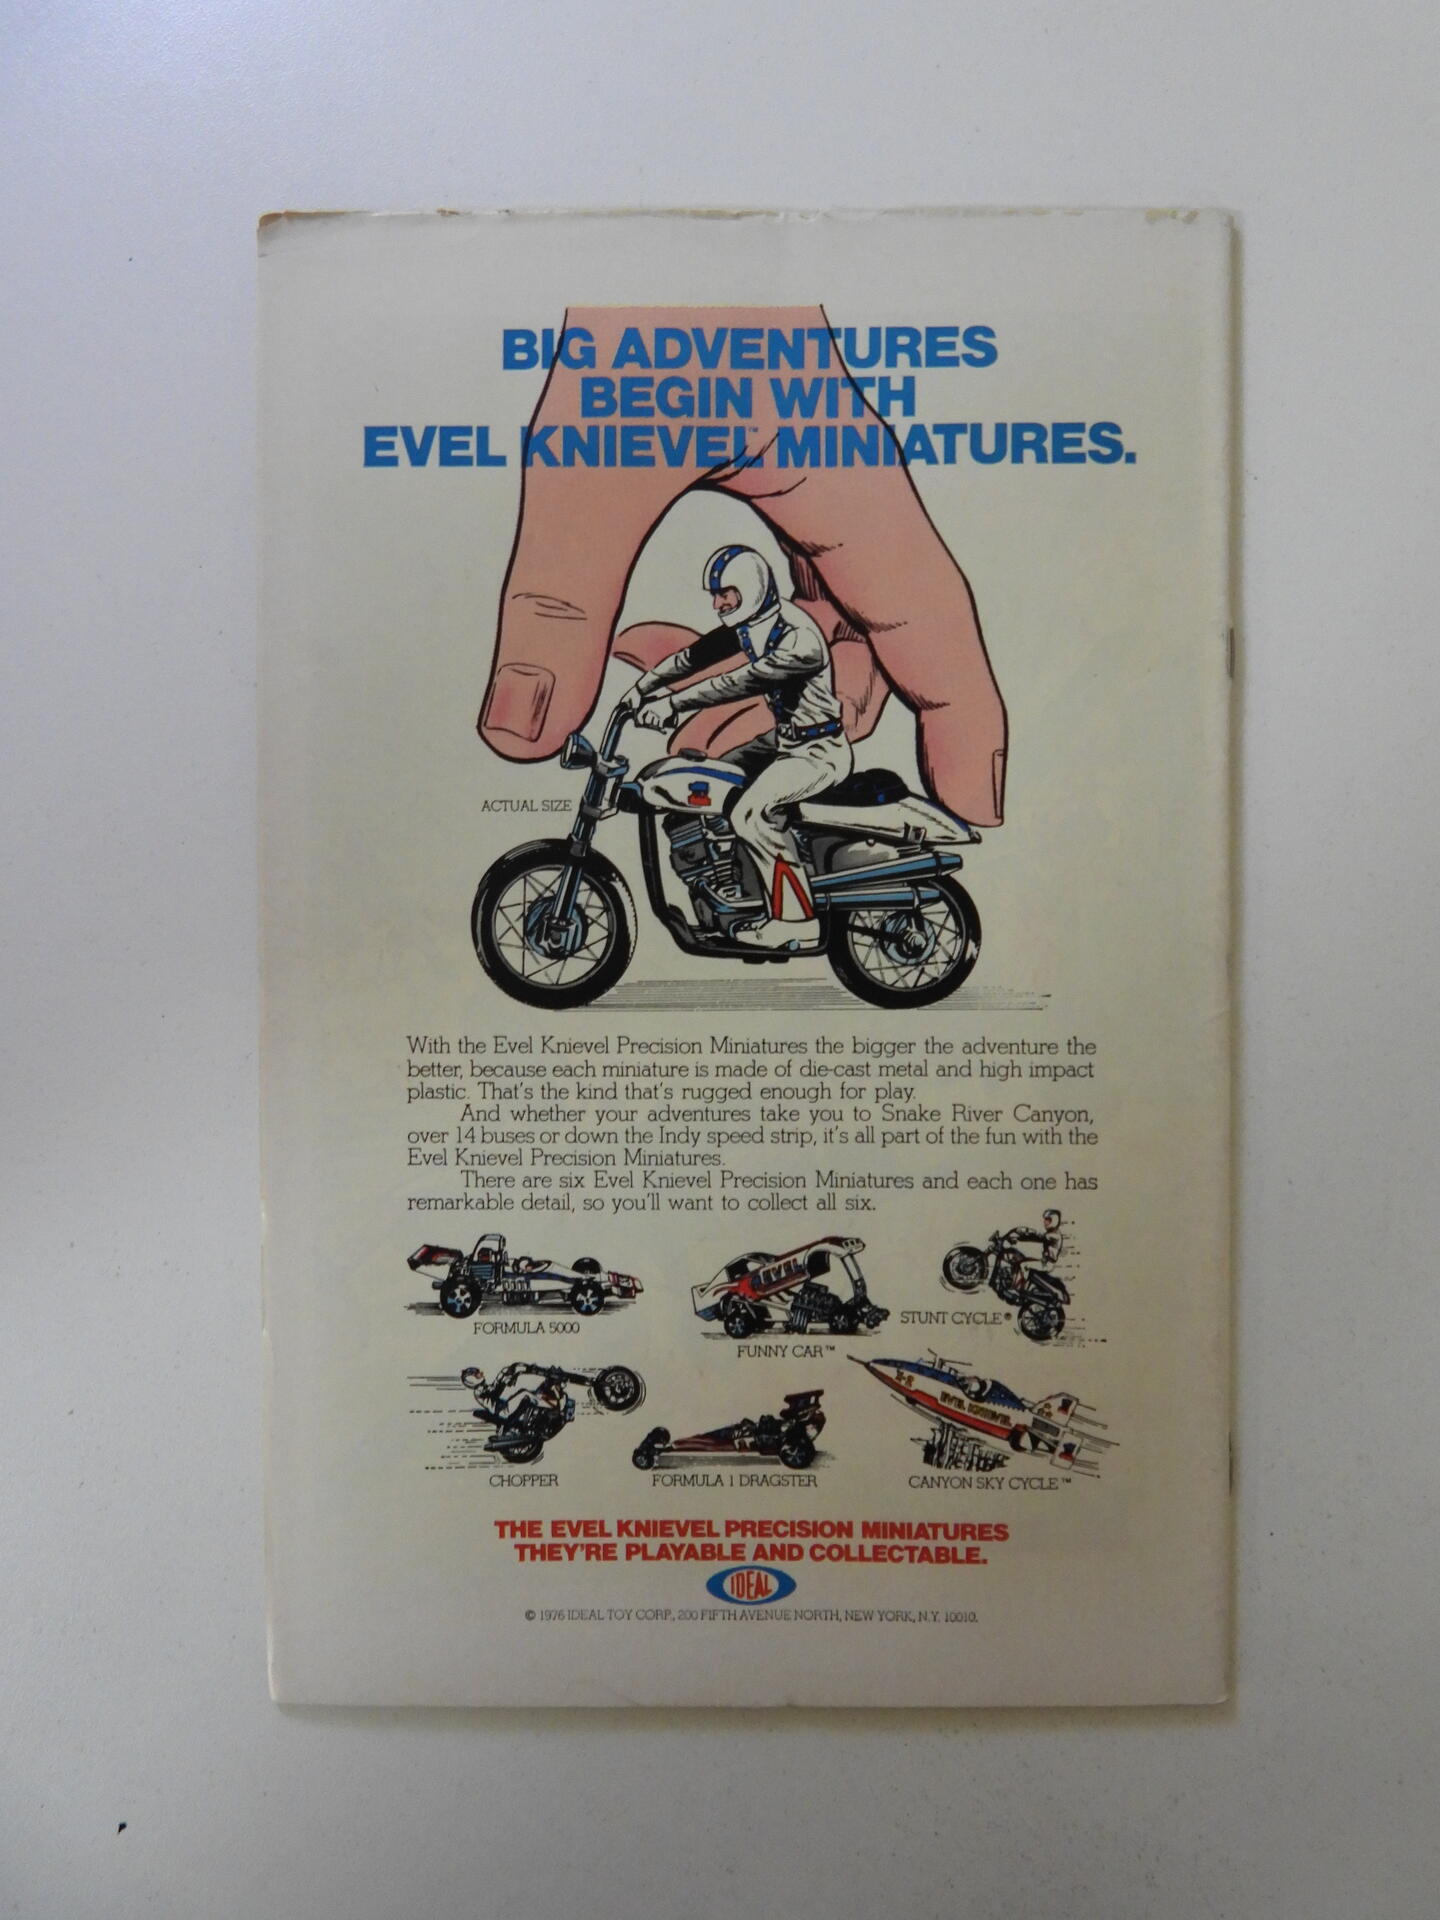 BIG ADVENTURES
BEGIN WITH
EVEL KNIEVEL™ MINIATURES.
ACTUAL SIZE
With the Evel Knievel Precision Miniatures the bigger the adventure the
better, because each miniature is made of die-cast metal and high impact
plastic. That's the kind that's rugged enough for play.
And whether your adventures take you to Snake River Canyon,
over 14 buses or down the Indy speed strip, it's all part of the fun with the
Evel Knievel Precision Miniatures.
There are six Evel Knievel Precision Miniatures and each one has
remarkable detail, so you'll want to collect all six.
EVEL
STUNT CYCLE®
FORMULA 5000
FUNNY CAR™
X-2
EVEL KNIEVEL
CHOPPER
FORMULA 1 DRAGSTER
CANYON SKY CYCLE™
THE EVEL KNIEVEL PRECISION MINIATURES
THEY'RE PLAYABLE AND COLLECTABLE.
IDEAL
© 1976 IDEAL TOY CORP., 200 FIFTH AVENUE NORTH, NEW YORK, N.Y. 10010.